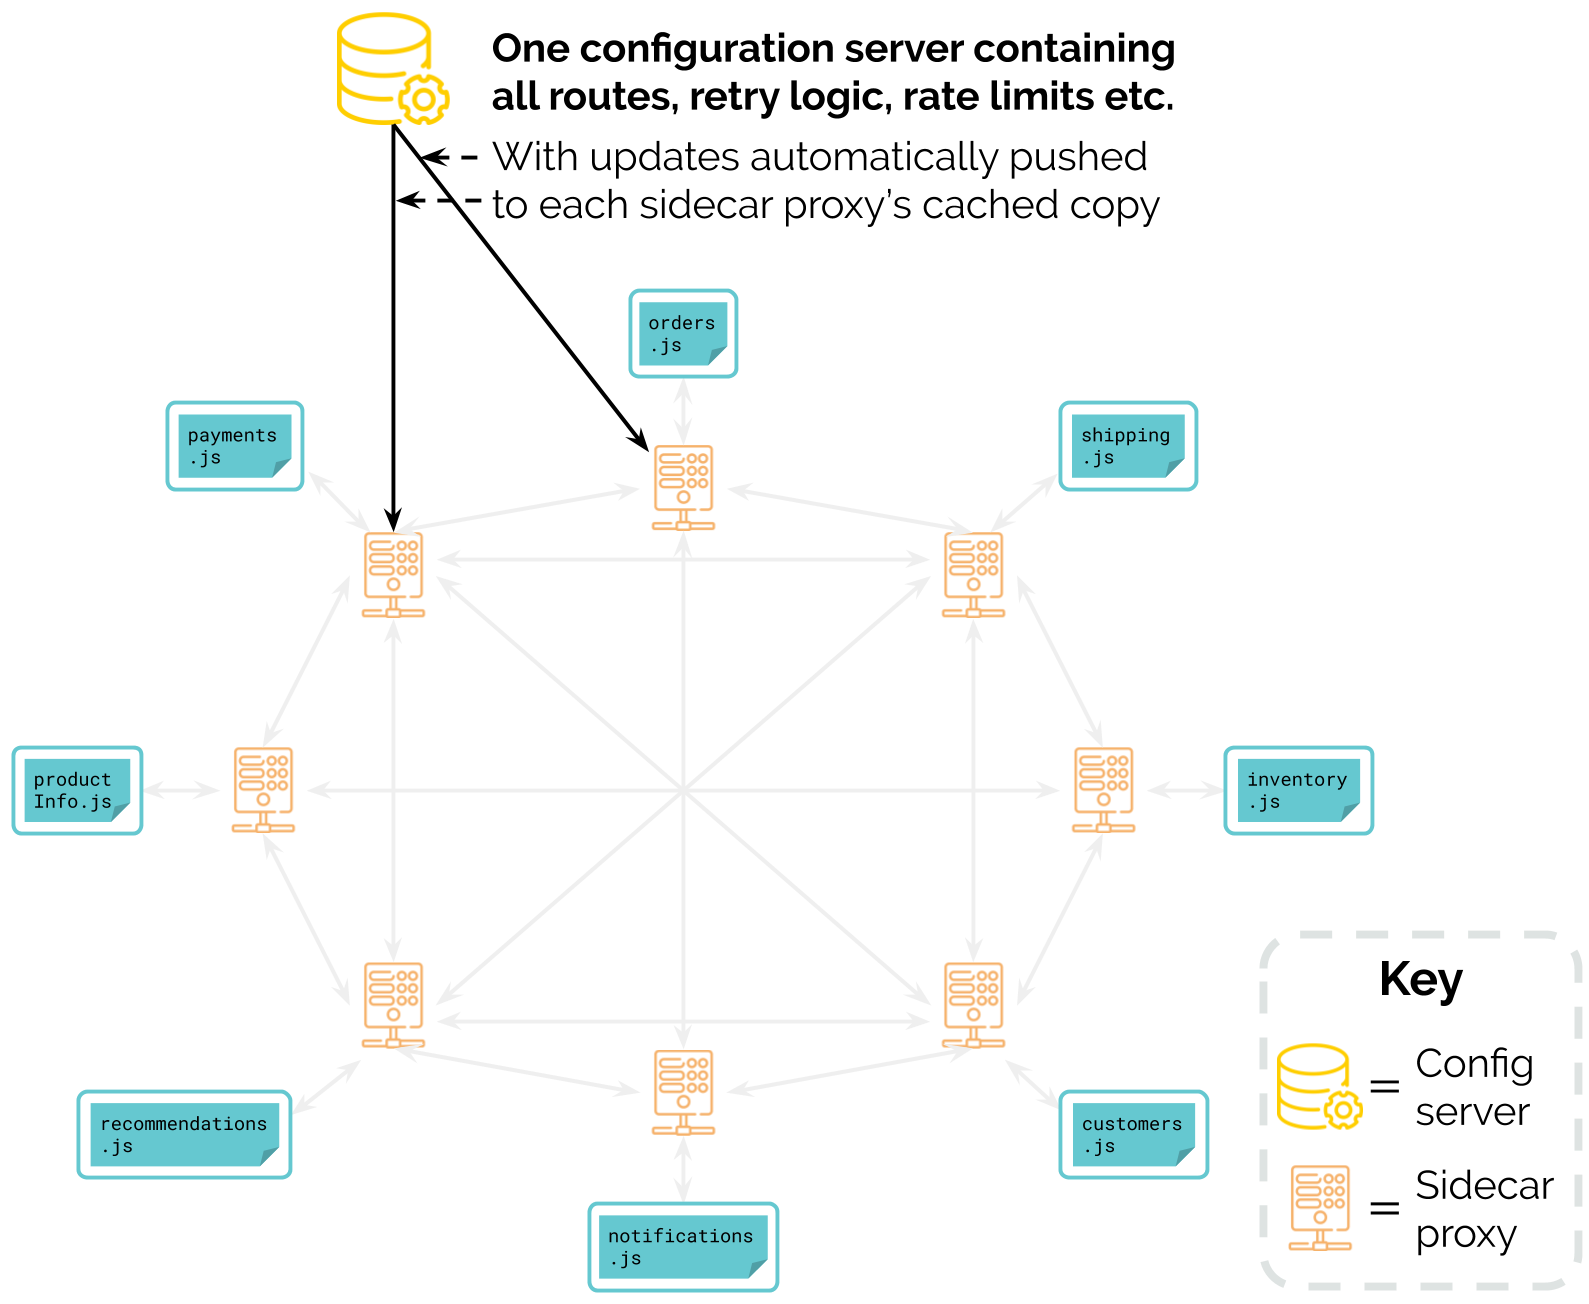 One configuration server containing
all routes, retry logic, rate limits etc.
With updates automatically pushed
to each sidecar proxy’s cached copy
orders
.js
payments
.js
shipping
.js
product
Info.js
inventory
.js
recommendations
.js
customers
.js
notifications
.js
Key
= Config
server
= Sidecar
proxy